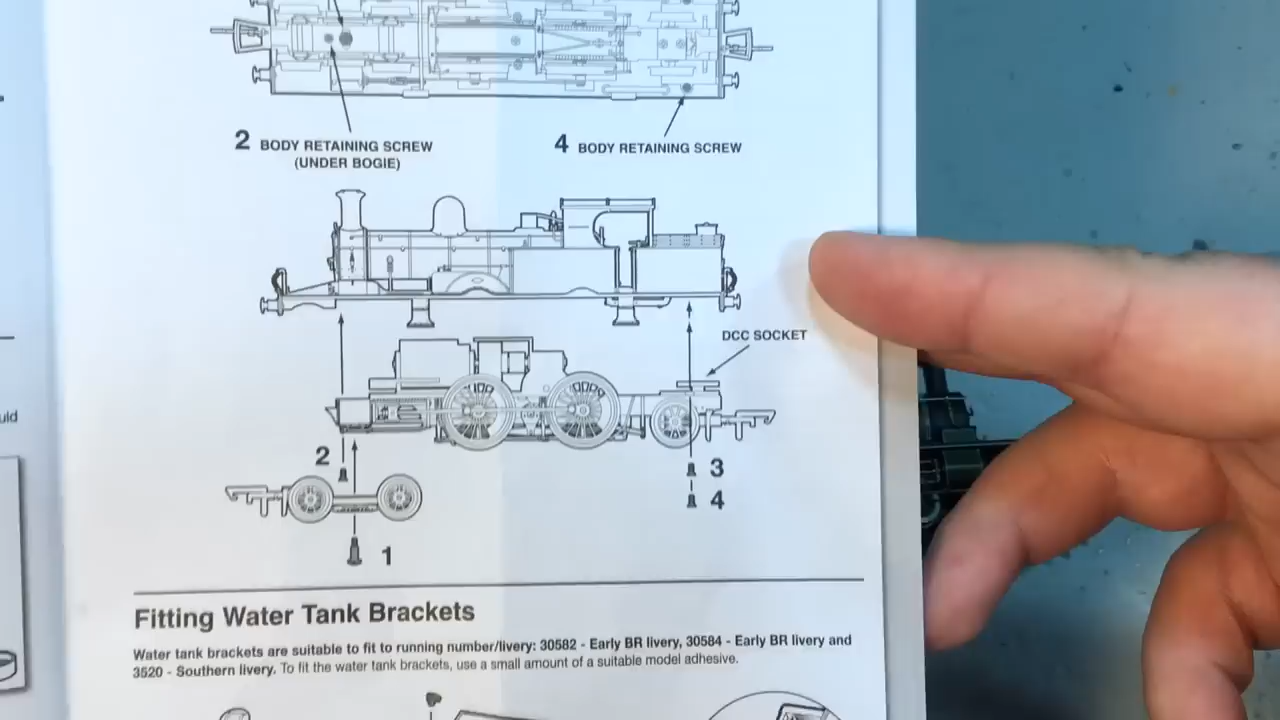 2 BODY RETAINING SCREW
(UNDER BOGIE)
4 BODY RETAINING SCREW
DCC SOCKET
2
3
4
1
Fitting Water Tank Brackets
Water tank brackets are suitable to fit to running number/livery: 30582 - Early BR livery, 30584 - Early BR livery and
3520 - Southern livery. To fit the water tank brackets, use a small amount of a suitable model adhesive.